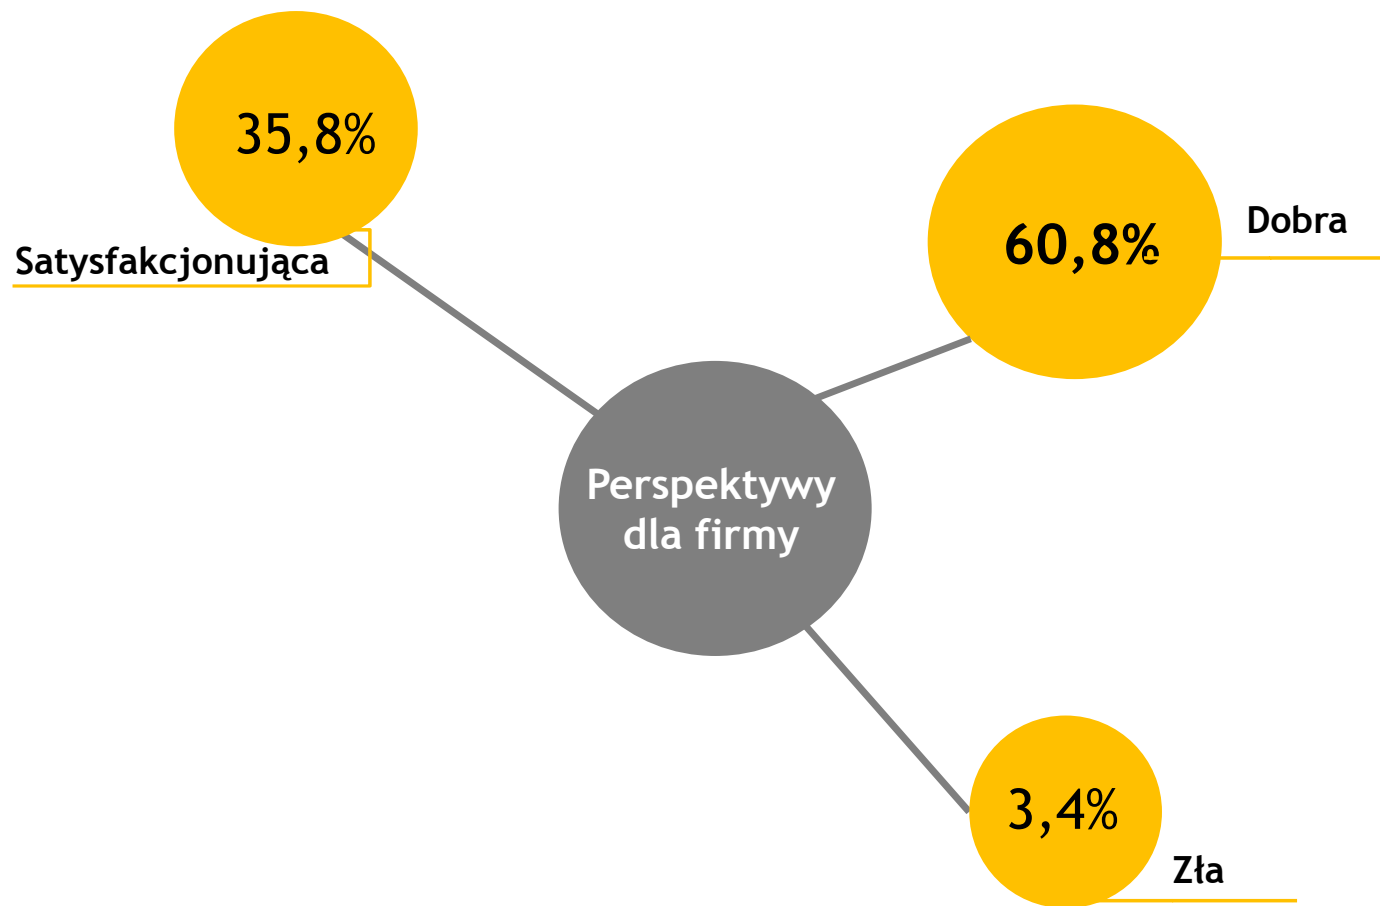 35,8%
Satysfakcjonująca
60,8%
Dobra
Perspektywy
dla firmy
3,4%
Zła